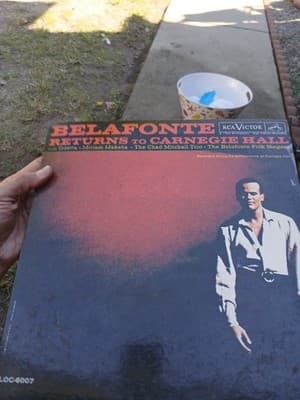 BELAFONTE
RCA VICTOR
RETURNS TO CARNEGIE HALL
with Odetta • Miriam Makeba • The Chad Mitchell Trio • The Belafonte Folk Singers
LOC-6007